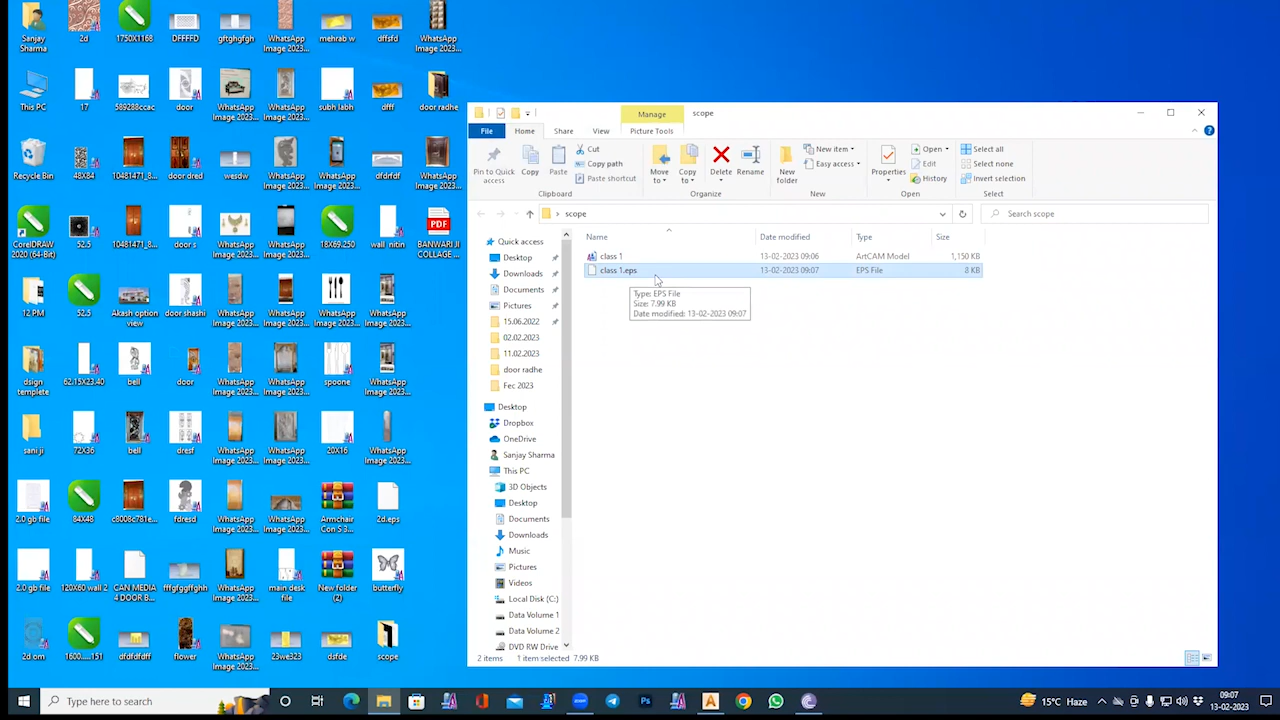 Sanjay Sharma
2d
1750X1168
DFFFFD
gftghgfgh
WhatsApp Image 2023...
mehrab w
dffsfd
WhatsApp Image 2023...
This PC
17
589288ccac
door
WhatsApp Image 2023...
WhatsApp Image 2023...
subh labh
dfff
door radhe
Recycle Bin
48X84
10481471_8...
door dred
wesdw
WhatsApp Image 2023...
WhatsApp Image 2023...
dfdfdf
WhatsApp Image 2023...
CorelDRAW 2020 (64-Bit)
52.5
10481471_8...
door s
WhatsApp Image 2023...
WhatsApp Image 2023...
18X69.250
wall nitin
PDF
BANWARI JI COLLAGE ...
12 PM
52.5
Akash option view
door shashi
WhatsApp Image 2023...
WhatsApp Image 2023...
WhatsApp Image 2023...
WhatsApp Image 2023...
dsign templete
62.15X23.40
bell
door
WhatsApp Image 2023...
WhatsApp Image 2023...
spoone
WhatsApp Image 2023...
sani ji
72X36
bell
dresf
WhatsApp Image 2023...
WhatsApp Image 2023...
20X16
WhatsApp Image 2023...
2.0 gb file
84X48
c8008c781e...
fdresd
WhatsApp Image 2023...
WhatsApp Image 2023...
Armchair Con S 3...
2d.eps
2.0 gb file
120X60 wall 2
CAN MEDIA 4 DOOR B...
fffgfggffghh
WhatsApp Image 2023...
main desk file
New folder (2)
butterfly
2d om
1600.....151
dfdfdfdff
flower
WhatsApp Image 2023...
23we323
dsfde
scope
Manage
scope
File
Home
Share
View
Picture Tools
Pin to Quick access
Copy
Paste
Cut
Copy path
Paste shortcut
Move to
Copy to
Delete
Rename
New folder
New item
Easy access
Properties
Open
Edit
History
Select all
Select none
Invert selection
Clipboard
Organize
New
Open
Select
scope
Search scope
Name
Date modified
Type
Size
class 1
13-02-2023 09:06
ArtCAM Model
1,150 KB
class 1.eps
13-02-2023 09:07
EPS File
8 KB
Type: EPS File
Size: 7.99 KB
Date modified: 13-02-2023 09:07
Quick access
Desktop
Downloads
Documents
Pictures
15.06.2022
02.02.2023
11.02.2023
door radhe
Fec 2023
Desktop
Dropbox
OneDrive
Sanjay Sharma
This PC
3D Objects
Desktop
Documents
Downloads
Music
Pictures
Videos
Local Disk (C:)
Data Volume 1
Data Volume 2
DVD RW Drive
2 items
1 item selected 7.99 KB
Type here to search
zoom
Ps
15°C Haze
09:07
13-02-2023